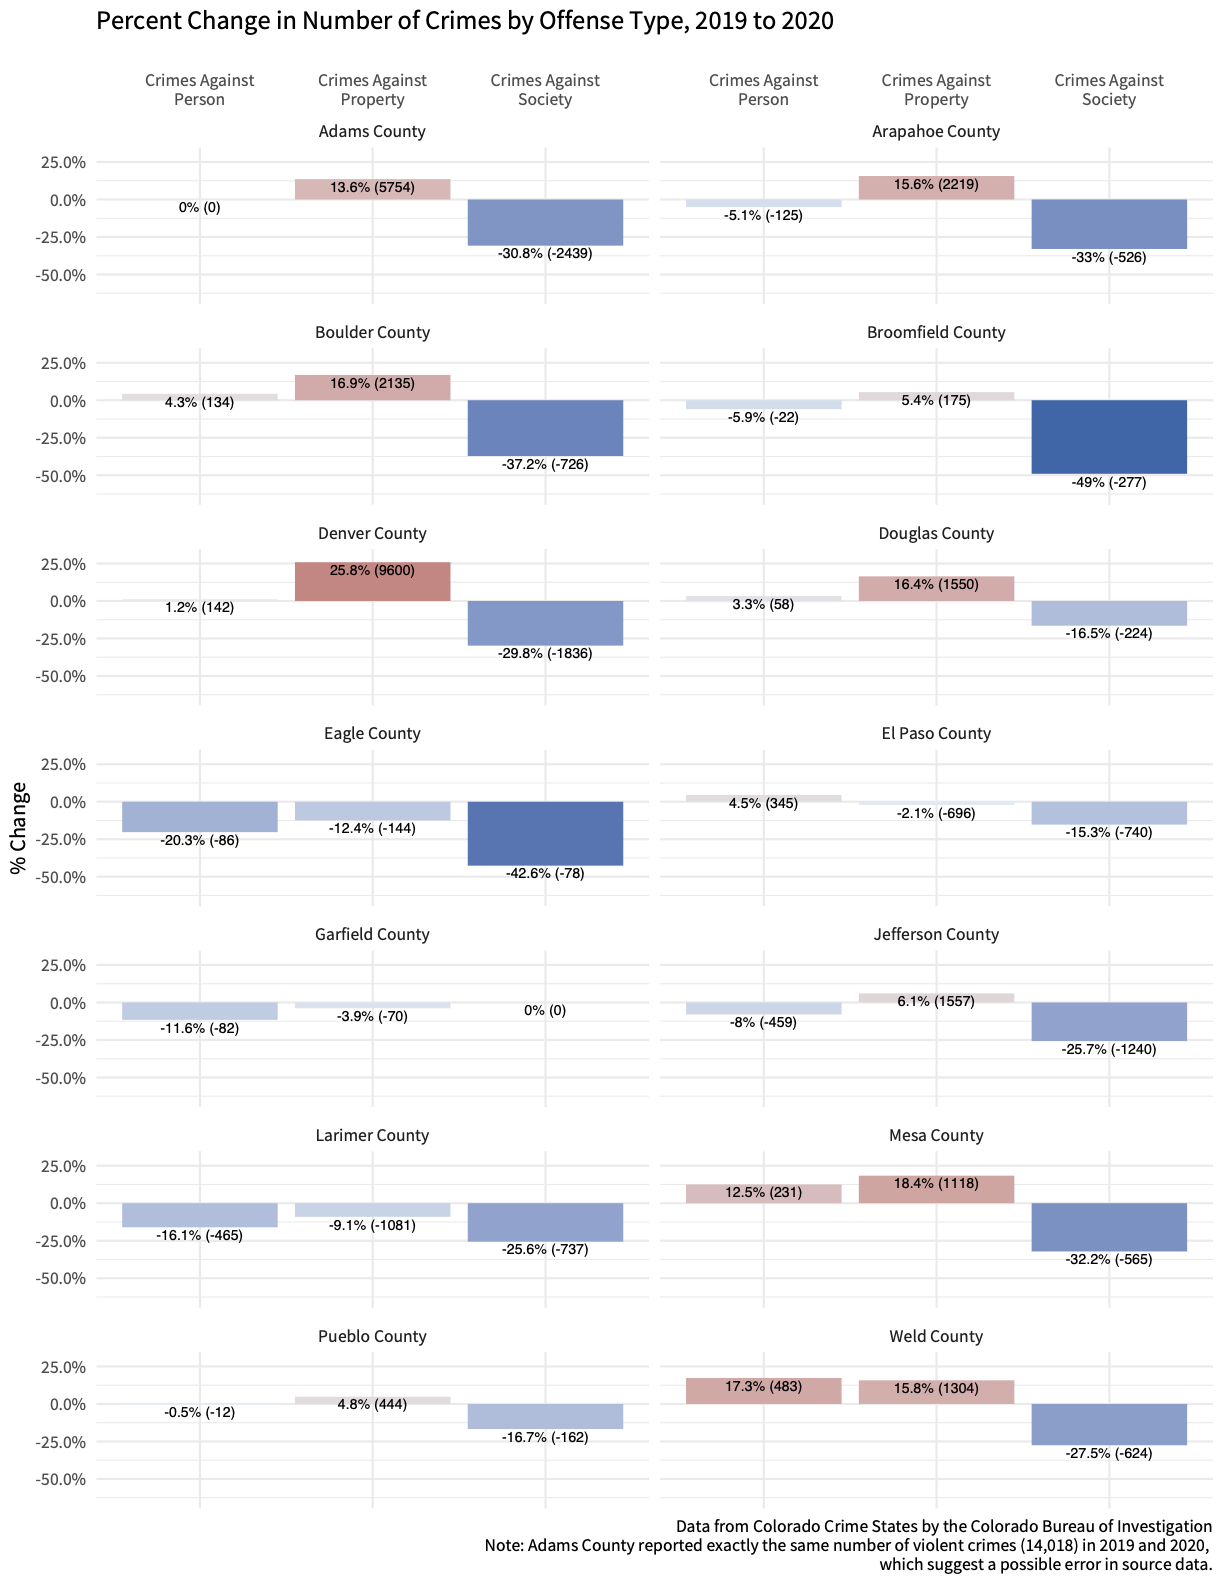 Percent Change in Number of Crimes by Offense Type, 2019 to 2020
Crimes Against
Person
Crimes Against
Property
Crimes Against
Society
Crimes Against
Person
Crimes Against
Property
Crimes Against
Society
% Change
Adams County
25.0%
0.0%
-25.0%
-50.0%
0% (0)
13.6% (5754)
-30.8% (-2439)
Arapahoe County
-5.1% (-125)
15.6% (2219)
-33% (-526)
Boulder County
25.0%
0.0%
-25.0%
-50.0%
4.3% (134)
16.9% (2135)
-37.2% (-726)
Broomfield County
-5.9% (-22)
5.4% (175)
-49% (-277)
Denver County
25.0%
0.0%
-25.0%
-50.0%
1.2% (142)
25.8% (9600)
-29.8% (-1836)
Douglas County
3.3% (58)
16.4% (1550)
-16.5% (-224)
Eagle County
25.0%
0.0%
-25.0%
-50.0%
-20.3% (-86)
-12.4% (-144)
-42.6% (-78)
El Paso County
4.5% (345)
-2.1% (-696)
-15.3% (-740)
Garfield County
25.0%
0.0%
-25.0%
-50.0%
-11.6% (-82)
-3.9% (-70)
0% (0)
Jefferson County
-8% (-459)
6.1% (1557)
-25.7% (-1240)
Larimer County
25.0%
0.0%
-25.0%
-50.0%
-16.1% (-465)
-9.1% (-1081)
-25.6% (-737)
Mesa County
12.5% (231)
18.4% (1118)
-32.2% (-565)
Pueblo County
25.0%
0.0%
-25.0%
-50.0%
-0.5% (-12)
4.8% (444)
-16.7% (-162)
Weld County
17.3% (483)
15.8% (1304)
-27.5% (-624)
Data from Colorado Crime States by the Colorado Bureau of Investigation
Note: Adams County reported exactly the same number of violent crimes (14,018) in 2019 and 2020,
which suggest a possible error in source data.